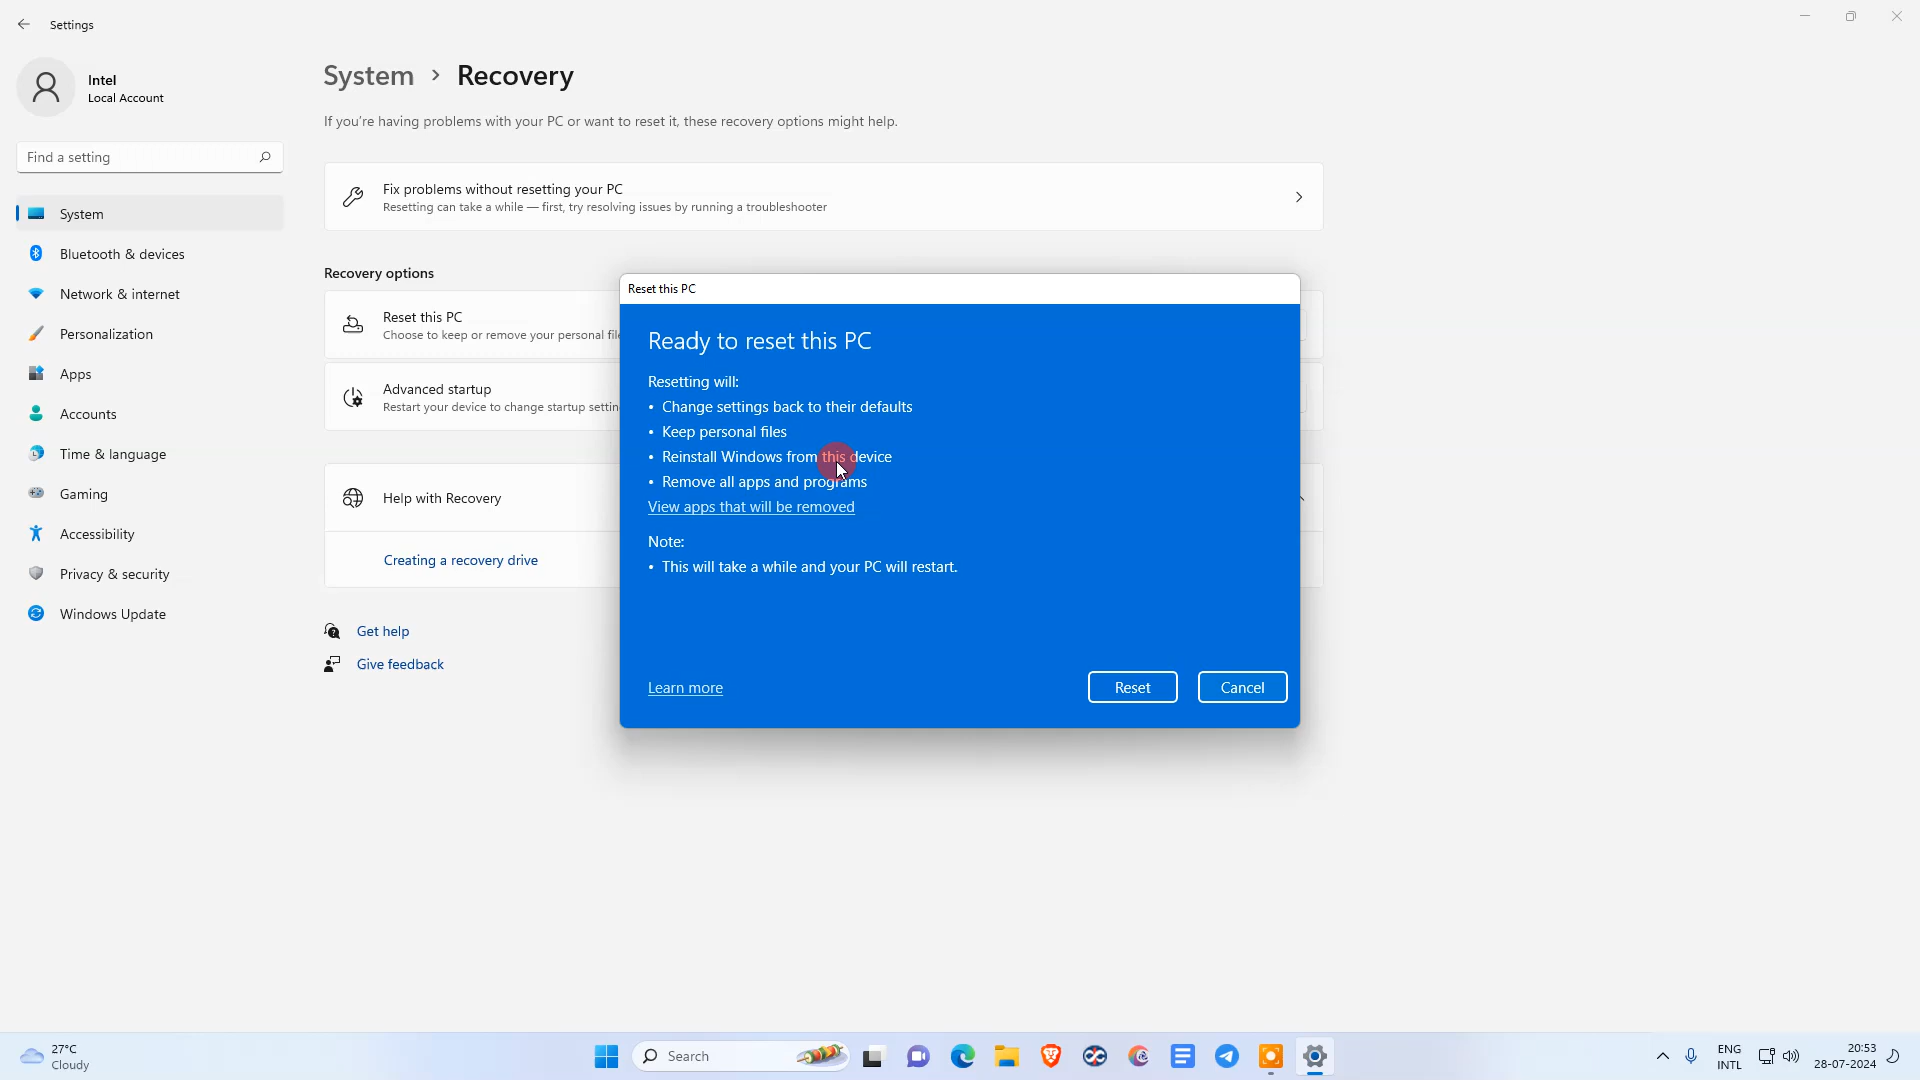 Settings
Intel
Local Account
Find a setting
System
Bluetooth & devices
Network & internet
Personalization
Apps
Accounts
Time & language
Gaming
Accessibility
Privacy & security
Windows Update
System > Recovery
If you're having problems with your PC or want to reset it, these recovery options might help.
Fix problems without resetting your PC
Resetting can take a while — first, try resolving issues by running a troubleshooter
Recovery options
Reset this PC
Choose to keep or remove your personal
Advanced startup
Restart your device to change startup
Help with Recovery
Creating a recovery drive
Get help
Give feedback
Reset this PC
Ready to reset this PC
Resetting will:
• Change settings back to their defaults
• Keep personal files
• Reinstall Windows from this device
• Remove all apps and programs
View apps that will be removed
Note:
• This will take a while and your PC will restart.
Learn more
Reset
Cancel
27°C
Cloudy
Search
ENG
INTL
20:53
28-07-2024